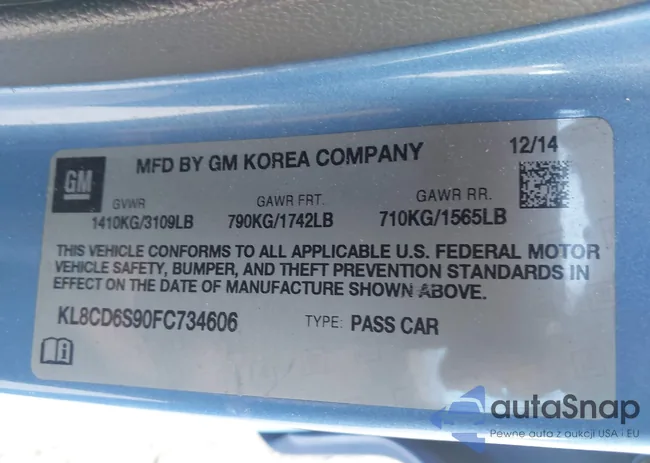 GM
MFD BY GM KOREA COMPANY
12/14
GVWR
GAWR FRT.
GAWR RR.
1410KG/3109LB
790KG/1742LB
710KG/1565LB
THIS VEHICLE CONFORMS TO ALL APPLICABLE U.S. FEDERAL MOTOR
VEHICLE SAFETY, BUMPER, AND THEFT PREVENTION STANDARDS IN
EFFECT ON THE DATE OF MANUFACTURE SHOWN ABOVE.
KL8CD6S90FC734606
TYPE: PASS CAR
autaSnap
Pewne auta z aukcji USA i EU